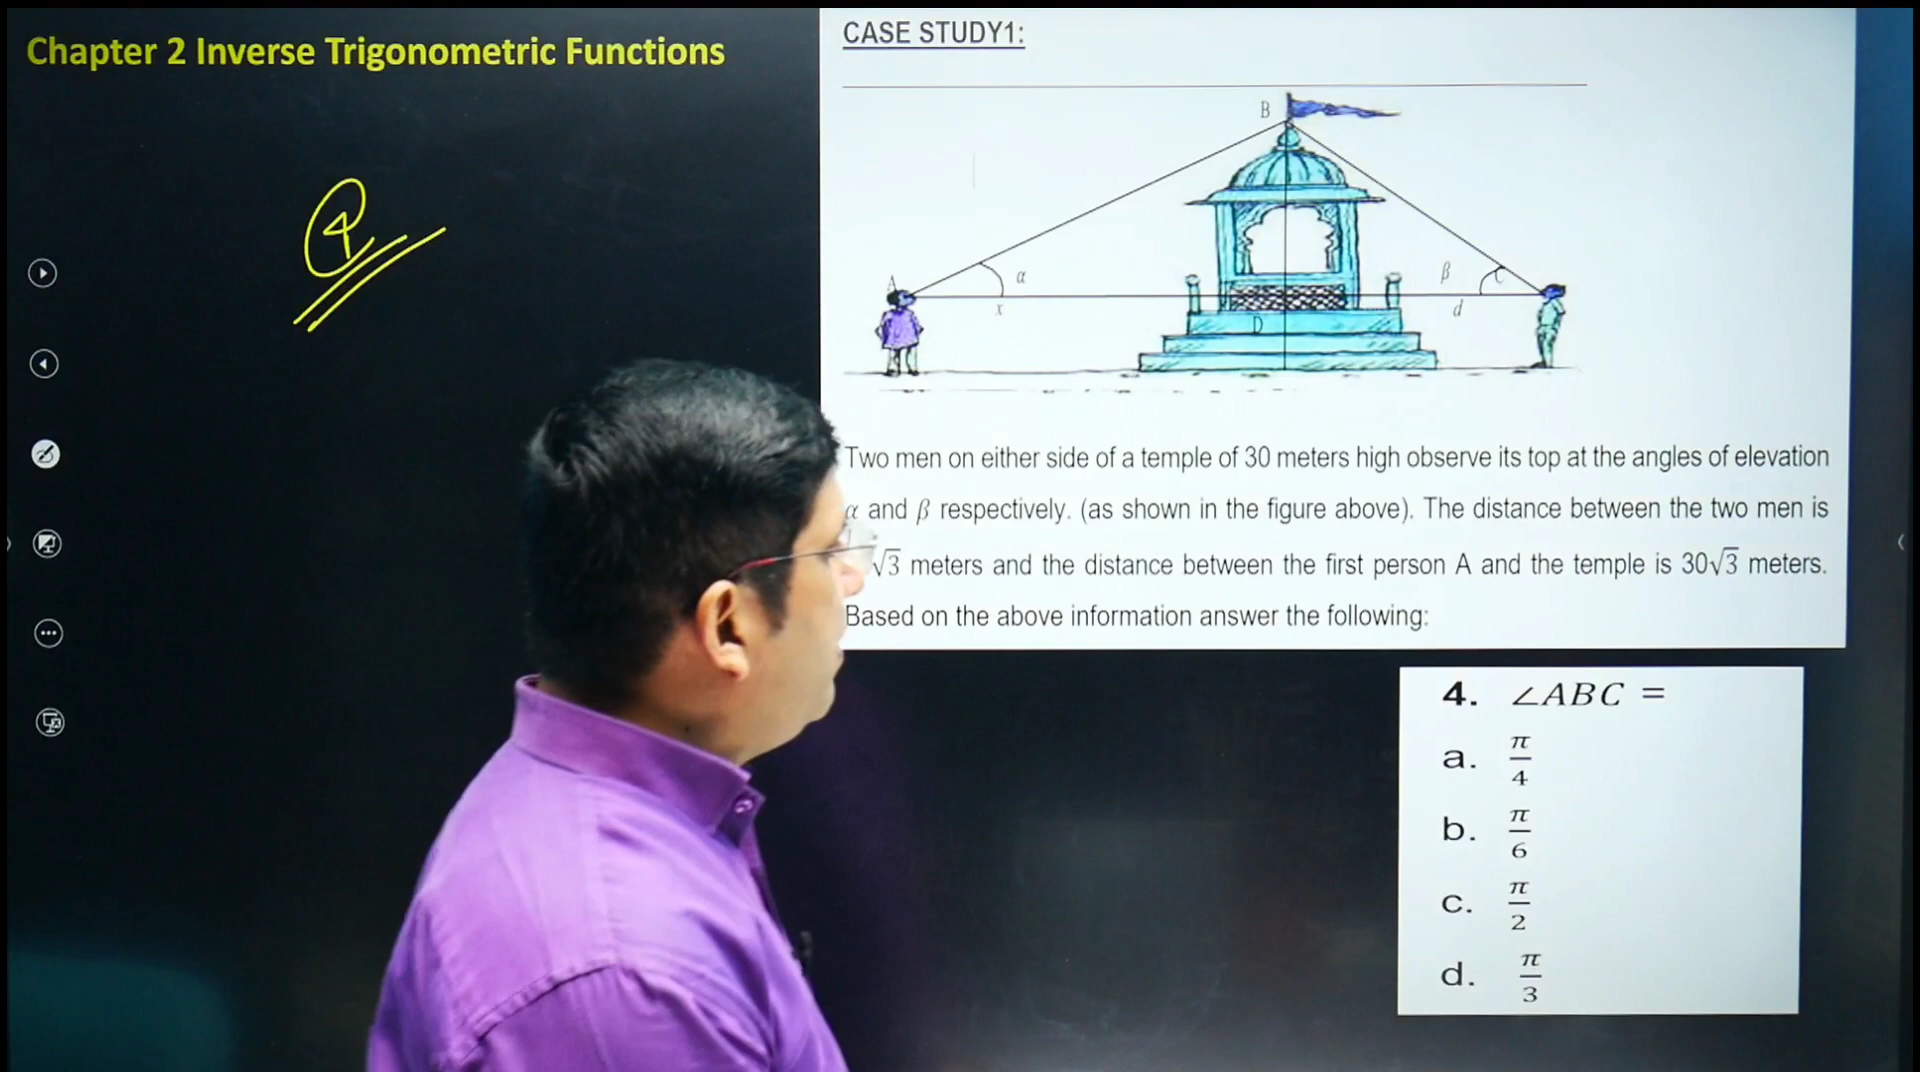 Chapter 2 Inverse Trigonometric Functions
CASE STUDY1:
B
A
α
β
C
x
d
D
Two men on either side of a temple of 30 meters high observe its top at the angles of elevation
α and β respectively. (as shown in the figure above). The distance between the two men is
√3 meters and the distance between the first person A and the temple is 30√3 meters.
Based on the above information answer the following:
4. ∠ABC =
a. π/4
b. π/6
c. π/2
d. π/3